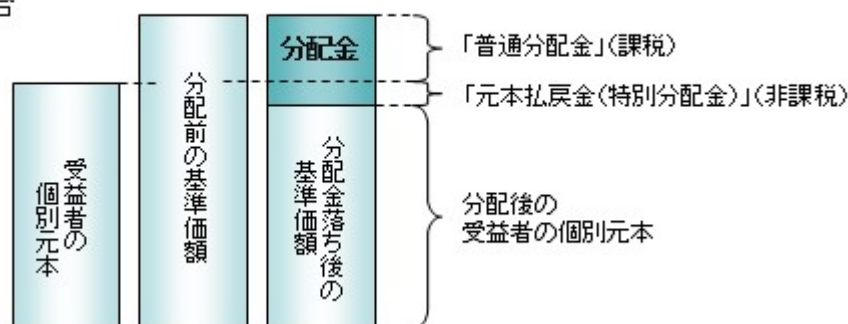 分配金
「普通分配金」(課税)
「元本払戻金(特別分配金)」(非課税)
受益者の
個別元本
分配前の基準価額
分配金落ち後の
基準価額
分配後の
受益者の個別元本